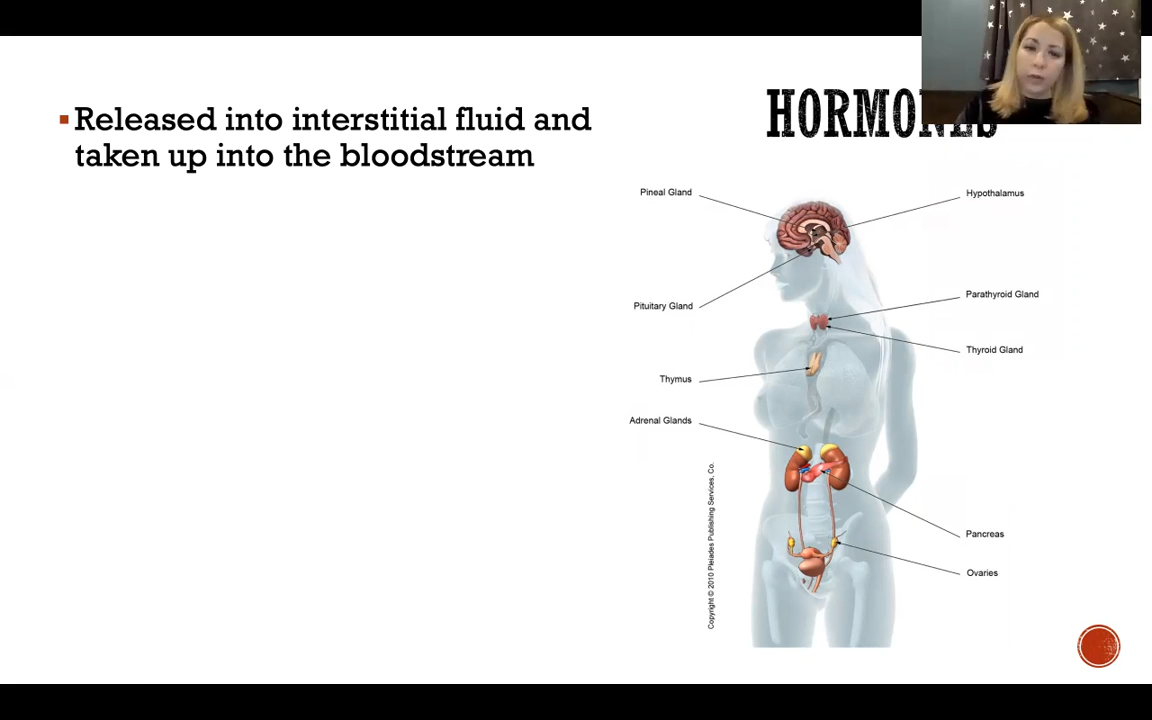 HORMONES
Released into interstitial fluid and
taken up into the bloodstream
Pineal Gland
Hypothalamus
Pituitary Gland
Parathyroid Gland
Thyroid Gland
Thymus
Adrenal Glands
Pancreas
Ovaries
Copyright © 2010 Pleiades Publishing Services, Co.